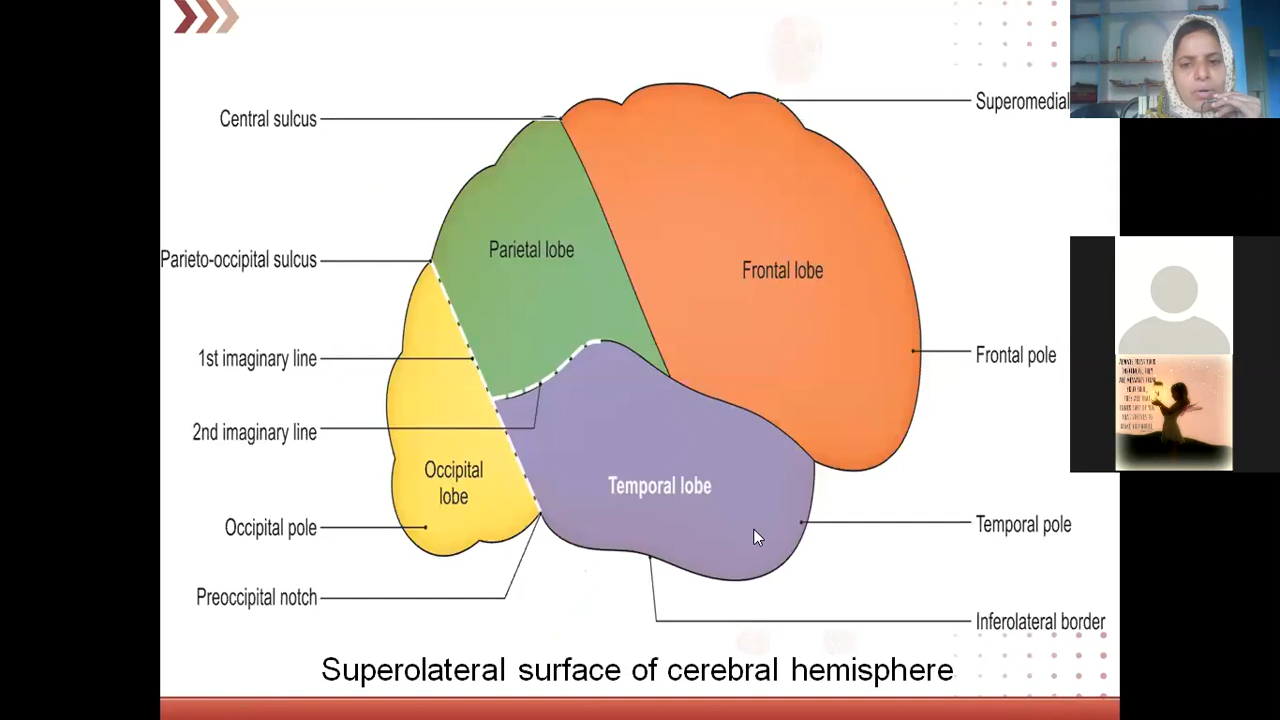 Central sulcus
Superomedial
Parieto-occipital sulcus
Parietal lobe
Frontal lobe
1st imaginary line
Frontal pole
2nd imaginary line
Occipital
lobe
Temporal lobe
Occipital pole
Temporal pole
Preoccipital notch
Inferolateral border
Superolateral surface of cerebral hemisphere